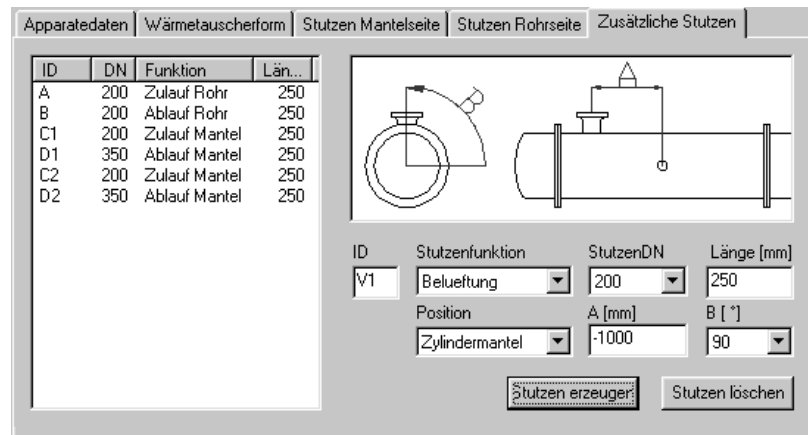 Apparatedaten Wärmetauscherform Stutzen Mantelseite Stutzen Rohrseite Zusätzliche Stutzen
ID DN Funktion Län...
A 200 Zulauf Rohr 250
B 200 Ablauf Rohr 250
C1 200 Zulauf Mantel 250
D1 350 Ablauf Mantel 250
C2 200 Zulauf Mantel 250
D2 350 Ablauf Mantel 250
A
B
ID Stutzenfunktion StutzenDN Länge [mm]
V1 Belueftung 200 250
Position A [mm] B [ °]
Zylindermantel -1000 90
Stutzen erzeugen Stutzen löschen